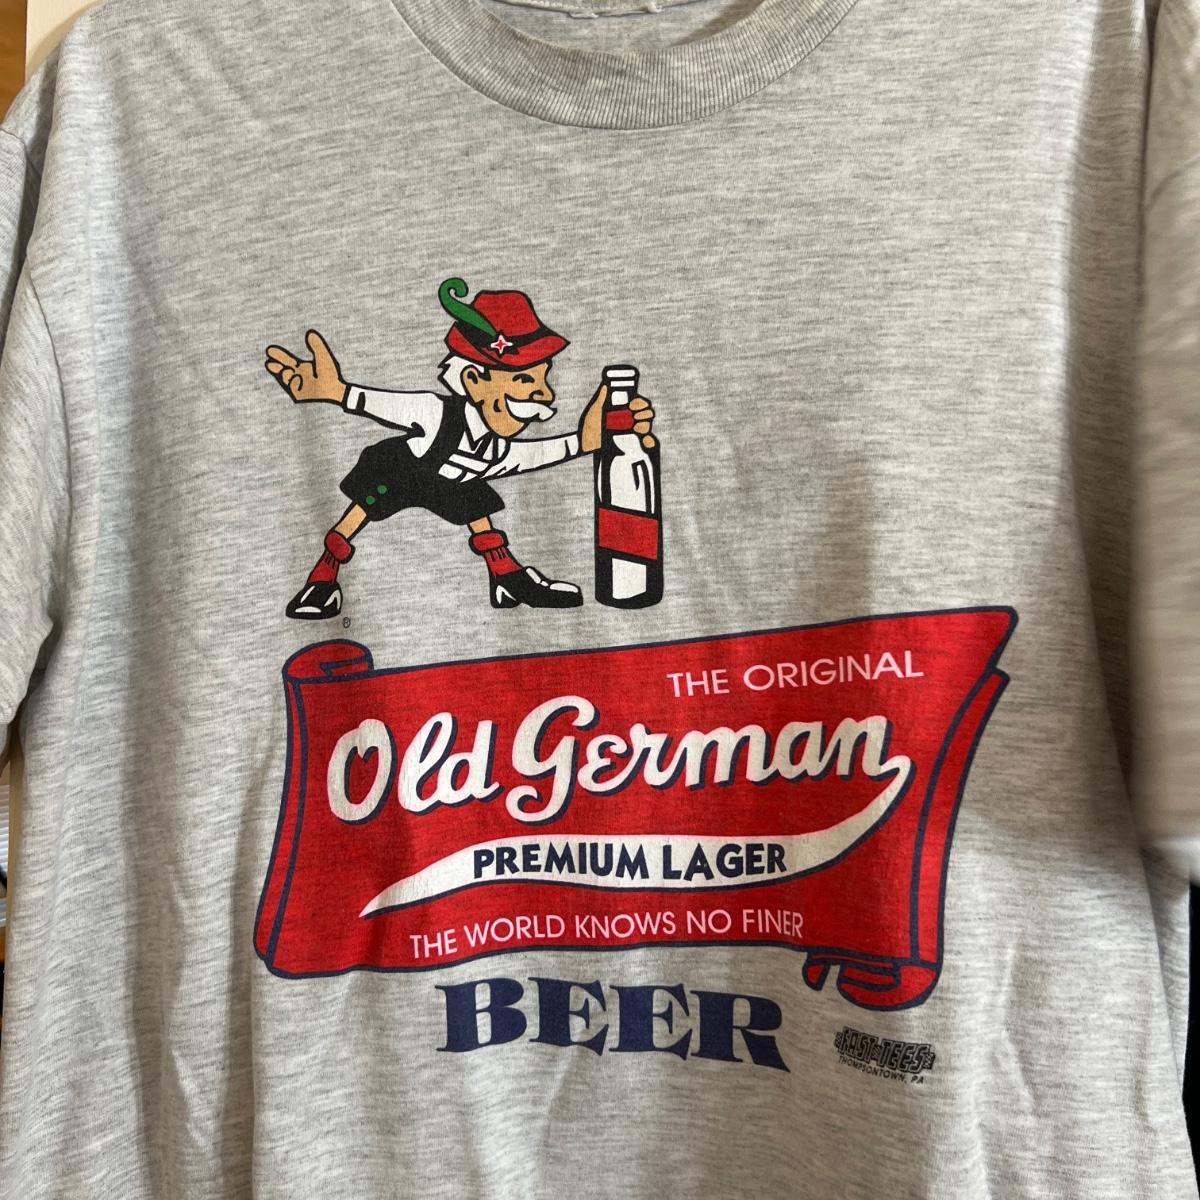 ®
THE ORIGINAL
Old German
PREMIUM LAGER
THE WORLD KNOWS NO FINER
BEER
FAST TEES
THOMPSONTOWN, PA